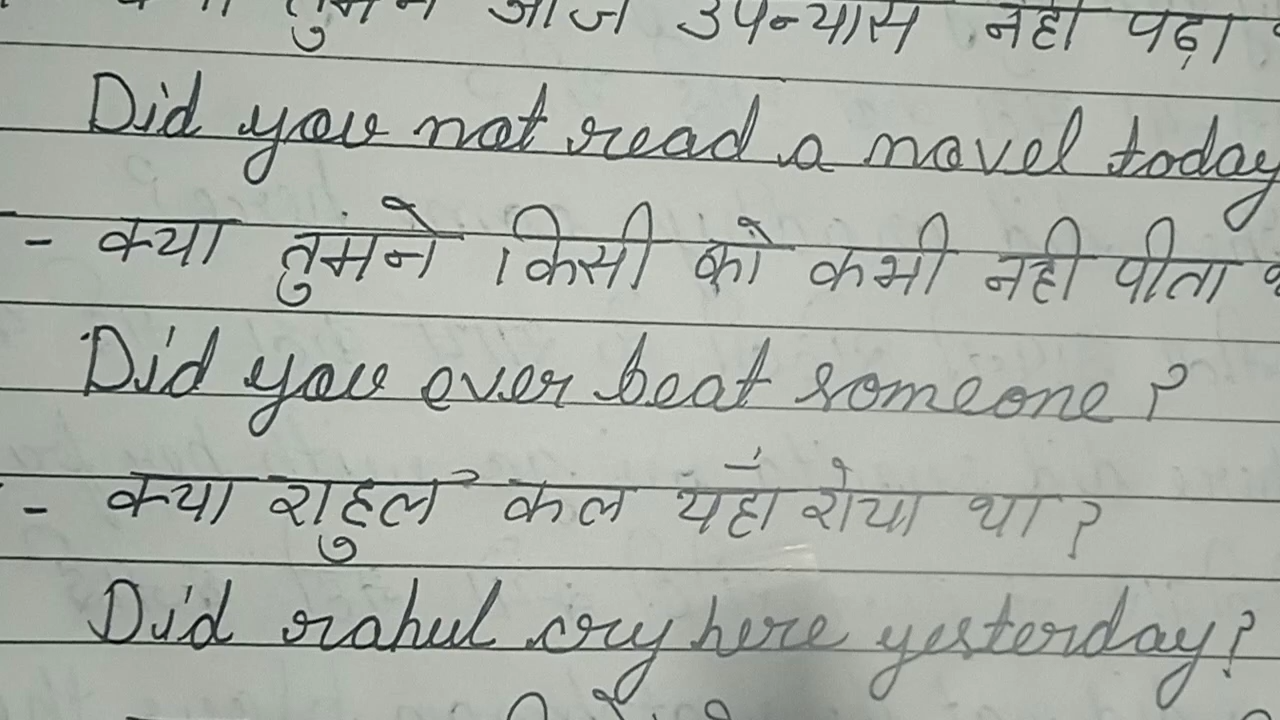 तुमने आज उपन्यास नही पढ़ा
Did you not read a novel today
- क्या तुमने किसी को कभी नही पीता
Did you ever beat someone ?
- क्या राहुल कल यहाँ रोया था ?
Did rahul cry here yesterday?